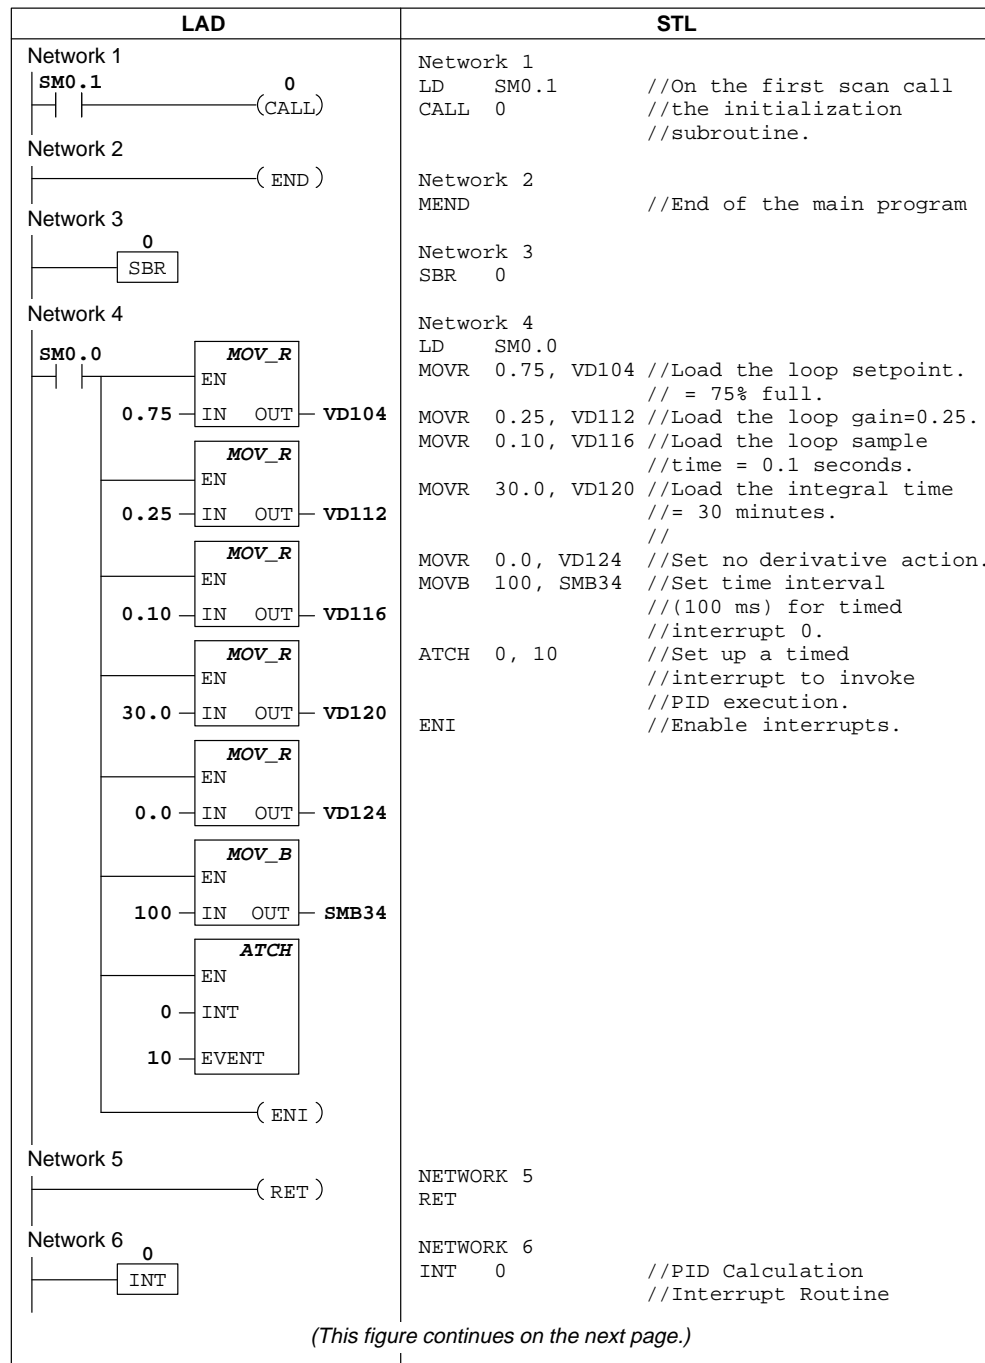 LAD
STL
Network 1
SM0.1
0
(CALL)
Network 2
( END )
Network 3
0
SBR
Network 4
SM0.0
MOV_R
EN
0.75 IN OUT VD104
MOV_R
EN
0.25 IN OUT VD112
MOV_R
EN
0.10 IN OUT VD116
MOV_R
EN
30.0 IN OUT VD120
MOV_R
EN
0.0 IN OUT VD124
MOV_B
EN
100 IN OUT SMB34
ATCH
EN
0 INT
10 EVENT
( ENI )
Network 5
( RET )
Network 6
0
INT
Network 1
LD SM0.1 //On the first scan call
CALL 0 //the initialization
//subroutine.
Network 2
MEND //End of the main program
Network 3
SBR 0
Network 4
LD SM0.0
MOVR 0.75, VD104 //Load the loop setpoint.
// = 75% full.
MOVR 0.25, VD112 //Load the loop gain=0.25.
MOVR 0.10, VD116 //Load the loop sample
//time = 0.1 seconds.
MOVR 30.0, VD120 //Load the integral time
//= 30 minutes.
//
MOVR 0.0, VD124 //Set no derivative action.
MOVB 100, SMB34 //Set time interval
//(100 ms) for timed
//interrupt 0.
ATCH 0, 10 //Set up a timed
//interrupt to invoke
//PID execution.
ENI //Enable interrupts.
NETWORK 5
RET
NETWORK 6
INT 0 //PID Calculation
//Interrupt Routine
(This figure continues on the next page.)